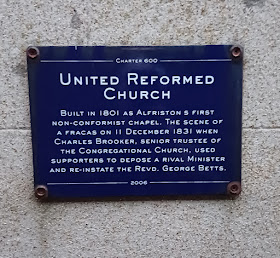 Charter 600
United Reformed
Church
Built in 1801 as Alfriston's first
non-conformist chapel. The scene of
a fracas on 11 December 1831 when
Charles Brooker, senior trustee of
the Congregational Church, used
supporters to depose a rival Minister
and re-instate the Revd. George Betts.
2006